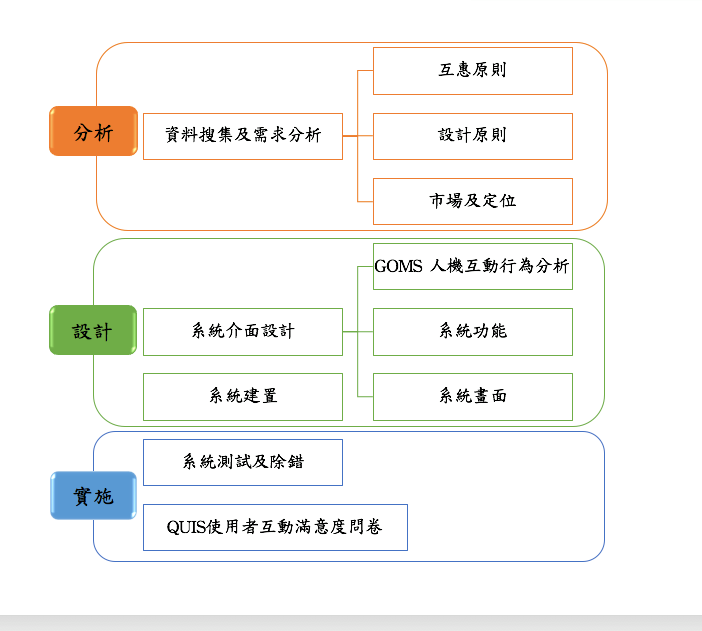 分析
資料搜集及需求分析
互惠原則
設計原則
市場及定位
設計
系統介面設計
GOMS 人機互動行為分析
系統功能
系統畫面
系統建置
實施
系統測試及除錯
QUIS使用者互動滿意度問卷